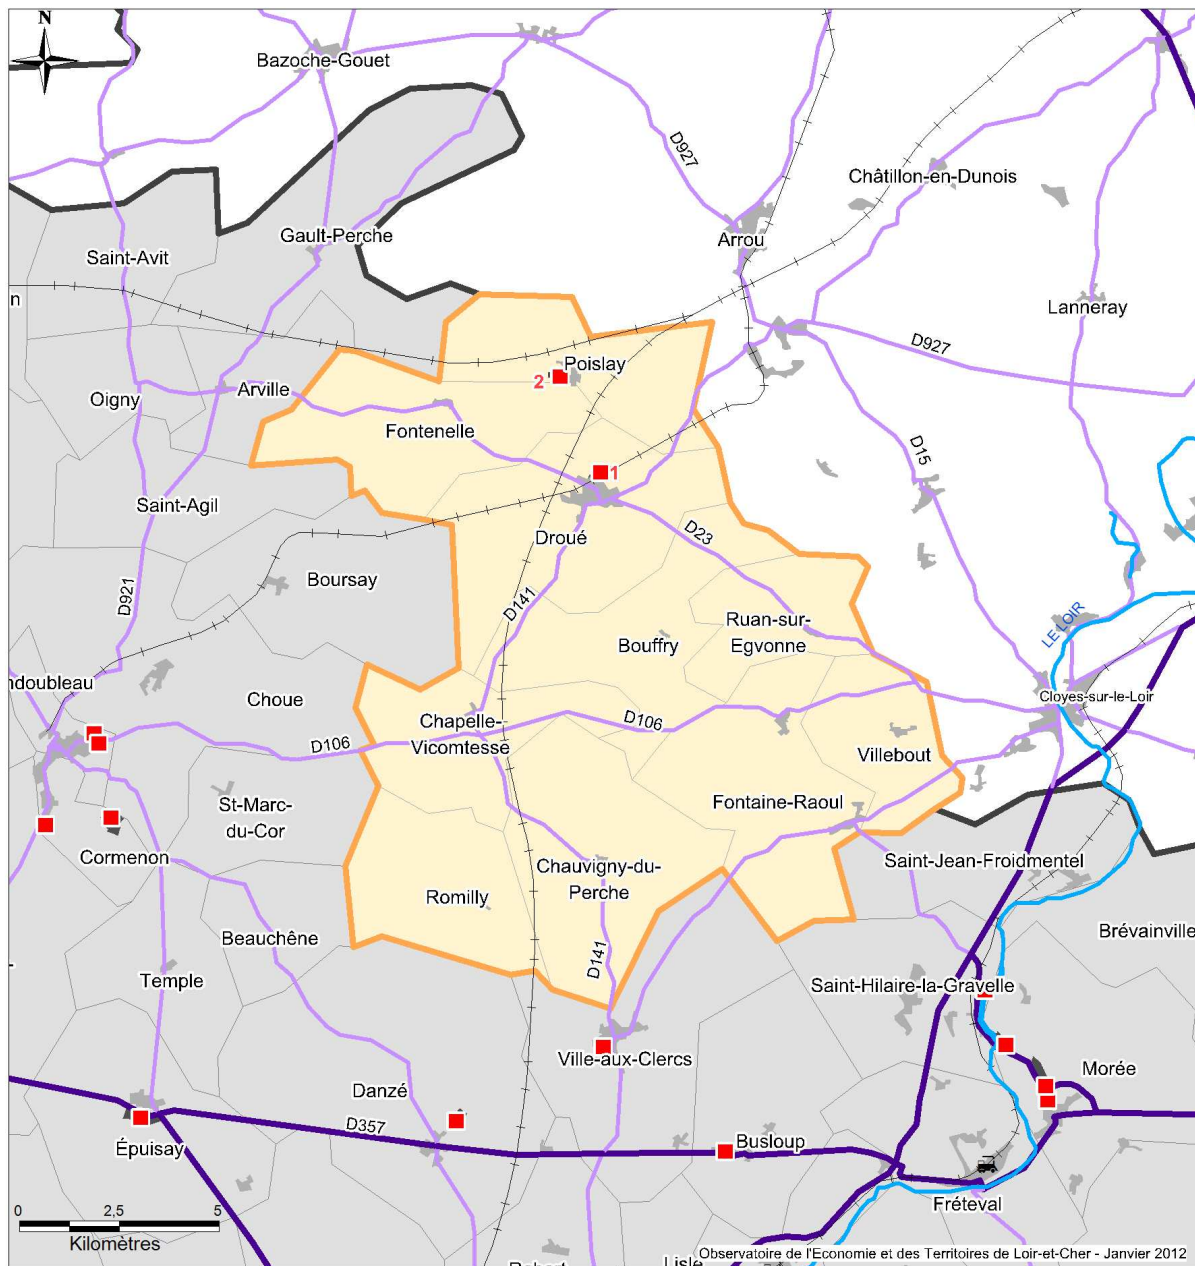 N
Bazoche-Gouet
D927
Châtillon-en-Dunois
Gault-Perche
Arrou
Saint-Avit
n
Lanneray
D927
Poislay
2
Arville
Oigny
Fontenelle
D15
1
Saint-Agil
Droué
D23
Boursay
D921
D141
Ruan-sur-
Egvonne
Bouffry
LE LOIR
ndoubleau
Choue
Cloyes-sur-le-Loir
Chapelle-
Vicomtesse
D106
D106
Villebout
St-Marc-
du-Cor
Fontaine-Raoul
Cormenon
Saint-Jean-Froidmentel
Chauvigny-du-
Perche
Romilly
Beauchêne
Brévainville
D141
Temple
Saint-Hilaire-la-Gravelle
Ville-aux-Clercs
Morée
Danzé
D357
Épuisay
Busloup
Fréteval
0 2,5 5
Kilomètres
Observatoire de l'Economie et des Territoires de Loir-et-Cher - Janvier 2012
Lisle